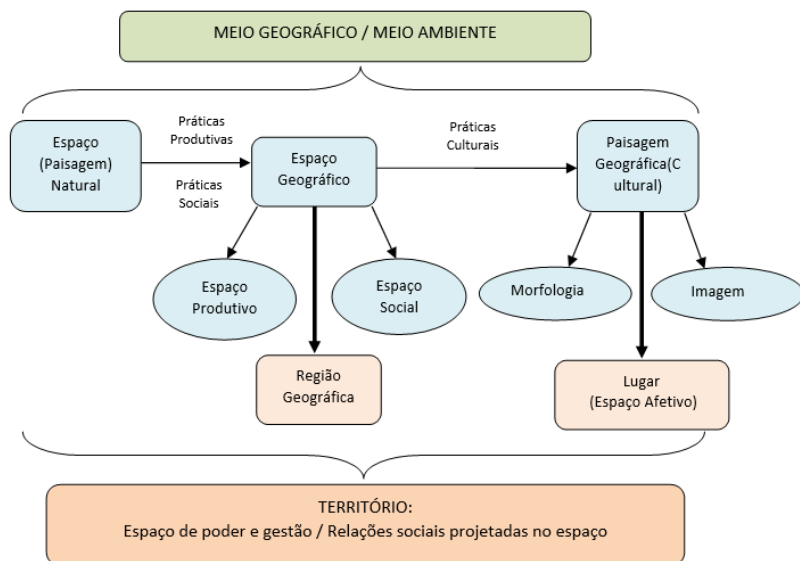 MEIO GEOGRÁFICO / MEIO AMBIENTE
Espaço
(Paisagem)
Natural
Práticas
Produtivas
Práticas
Sociais
Espaço
Geográfico
Práticas
Culturais
Paisagem
Geográfica(C
ultural)
Espaço
Produtivo
Espaço
Social
Morfologia
Imagem
Região
Geográfica
Lugar
(Espaço Afetivo)
TERRITÓRIO:
Espaço de poder e gestão / Relações sociais projetadas no espaço